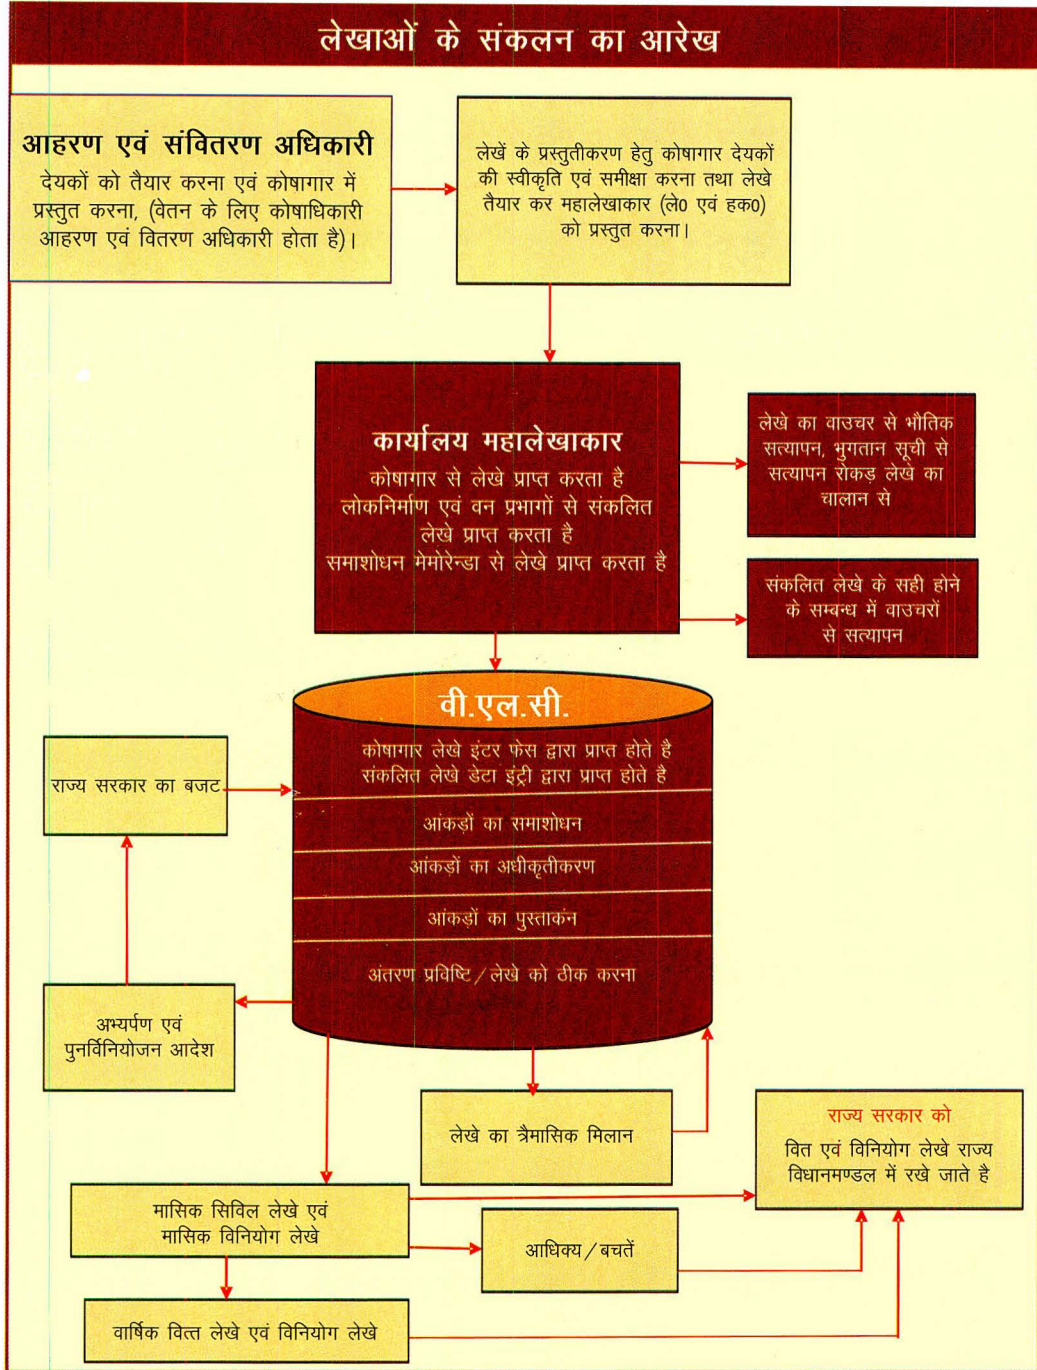 लेखाओं के संकलन का आरेख
आहरण एवं संवितरण अधिकारी
देयकों को तैयार करना एवं कोषागार में
प्रस्तुत करना, (वेतन के लिए कोषाधिकारी
आहरण एवं वितरण अधिकारी होता है)।
लेखें के प्रस्तुतीकरण हेतु कोषागार देयकों
की स्वीकृति एवं समीक्षा करना तथा लेखे
तैयार कर महालेखाकार (ले0 एवं हक0)
को प्रस्तुत करना।
कार्यालय महालेखाकार
कोषागार से लेखे प्राप्त करता है
लोकनिर्माण एवं वन प्रभागों से संकलित
लेखे प्राप्त करता है
समाशोधन मेमोरेन्डा से लेखे प्राप्त करता है
लेखे का वाउचर से भौतिक
सत्यापन, भुगतान सूची से
सत्यापन रोकड़ लेखे का
चालान से
संकलित लेखे के सही होने
के सम्बन्ध में वाउचरों
से सत्यापन
वी.एल.सी.
कोषागार लेखे इंटर फेस द्वारा प्राप्त होते है
संकलित लेखे डेटा इंट्री द्वारा प्राप्त होते है
आंकड़ों का समाशोधन
आंकड़ों का अधीकृतीकरण
आंकड़ों का पुस्ताकंन
अंतरण प्रविष्टि/लेखे को ठीक करना
राज्य सरकार का बजट
अभ्यर्पण एवं
पुनर्विनियोजन आदेश
लेखे का त्रैमासिक मिलान
राज्य सरकार को
वित एवं विनियोग लेखे राज्य
विधानमण्डल में रखे जाते है
मासिक सिविल लेखे एवं
मासिक विनियोग लेखे
आधिक्य/बचतें
वार्षिक वित्त लेखे एवं विनियोग लेखे